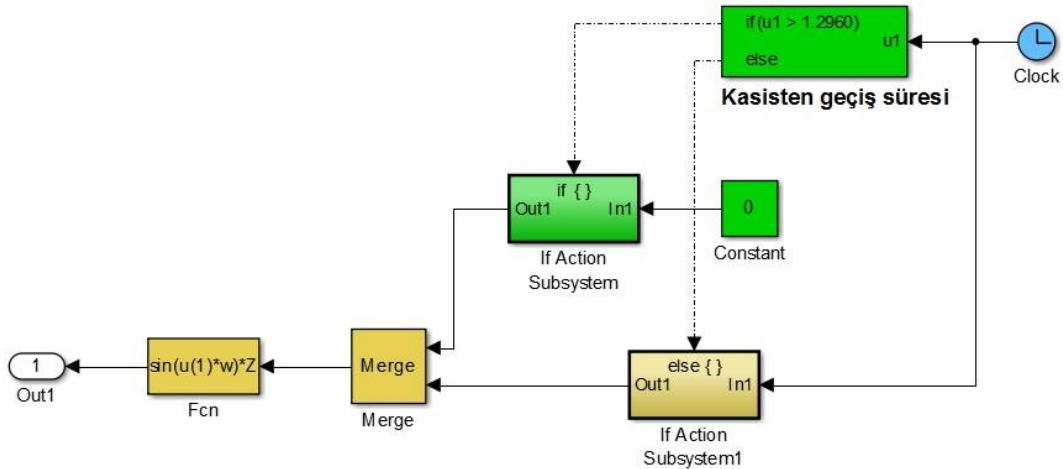 if(u1 > 1.2960)
u1
else
Kasisten geçiş süresi
Clock
if { }
Out1
In1
If Action
Subsystem
0
Constant
1
Out1
sin(u(1)*w)*Z
Fcn
Merge
Merge
else { }
Out1
In1
If Action
Subsystem1